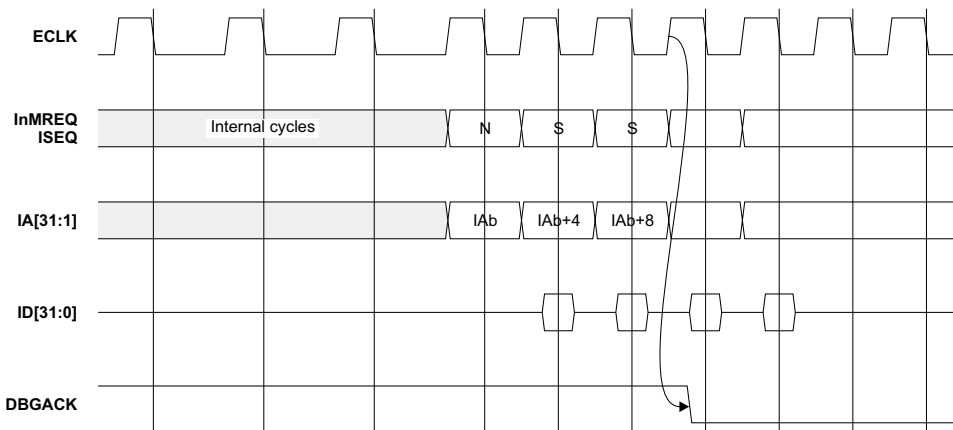 ECLK
InMREQ
ISEQ
Internal cycles
N
S
S
IA[31:1]
IAb
IAb+4
IAb+8
ID[31:0]
DBGACK